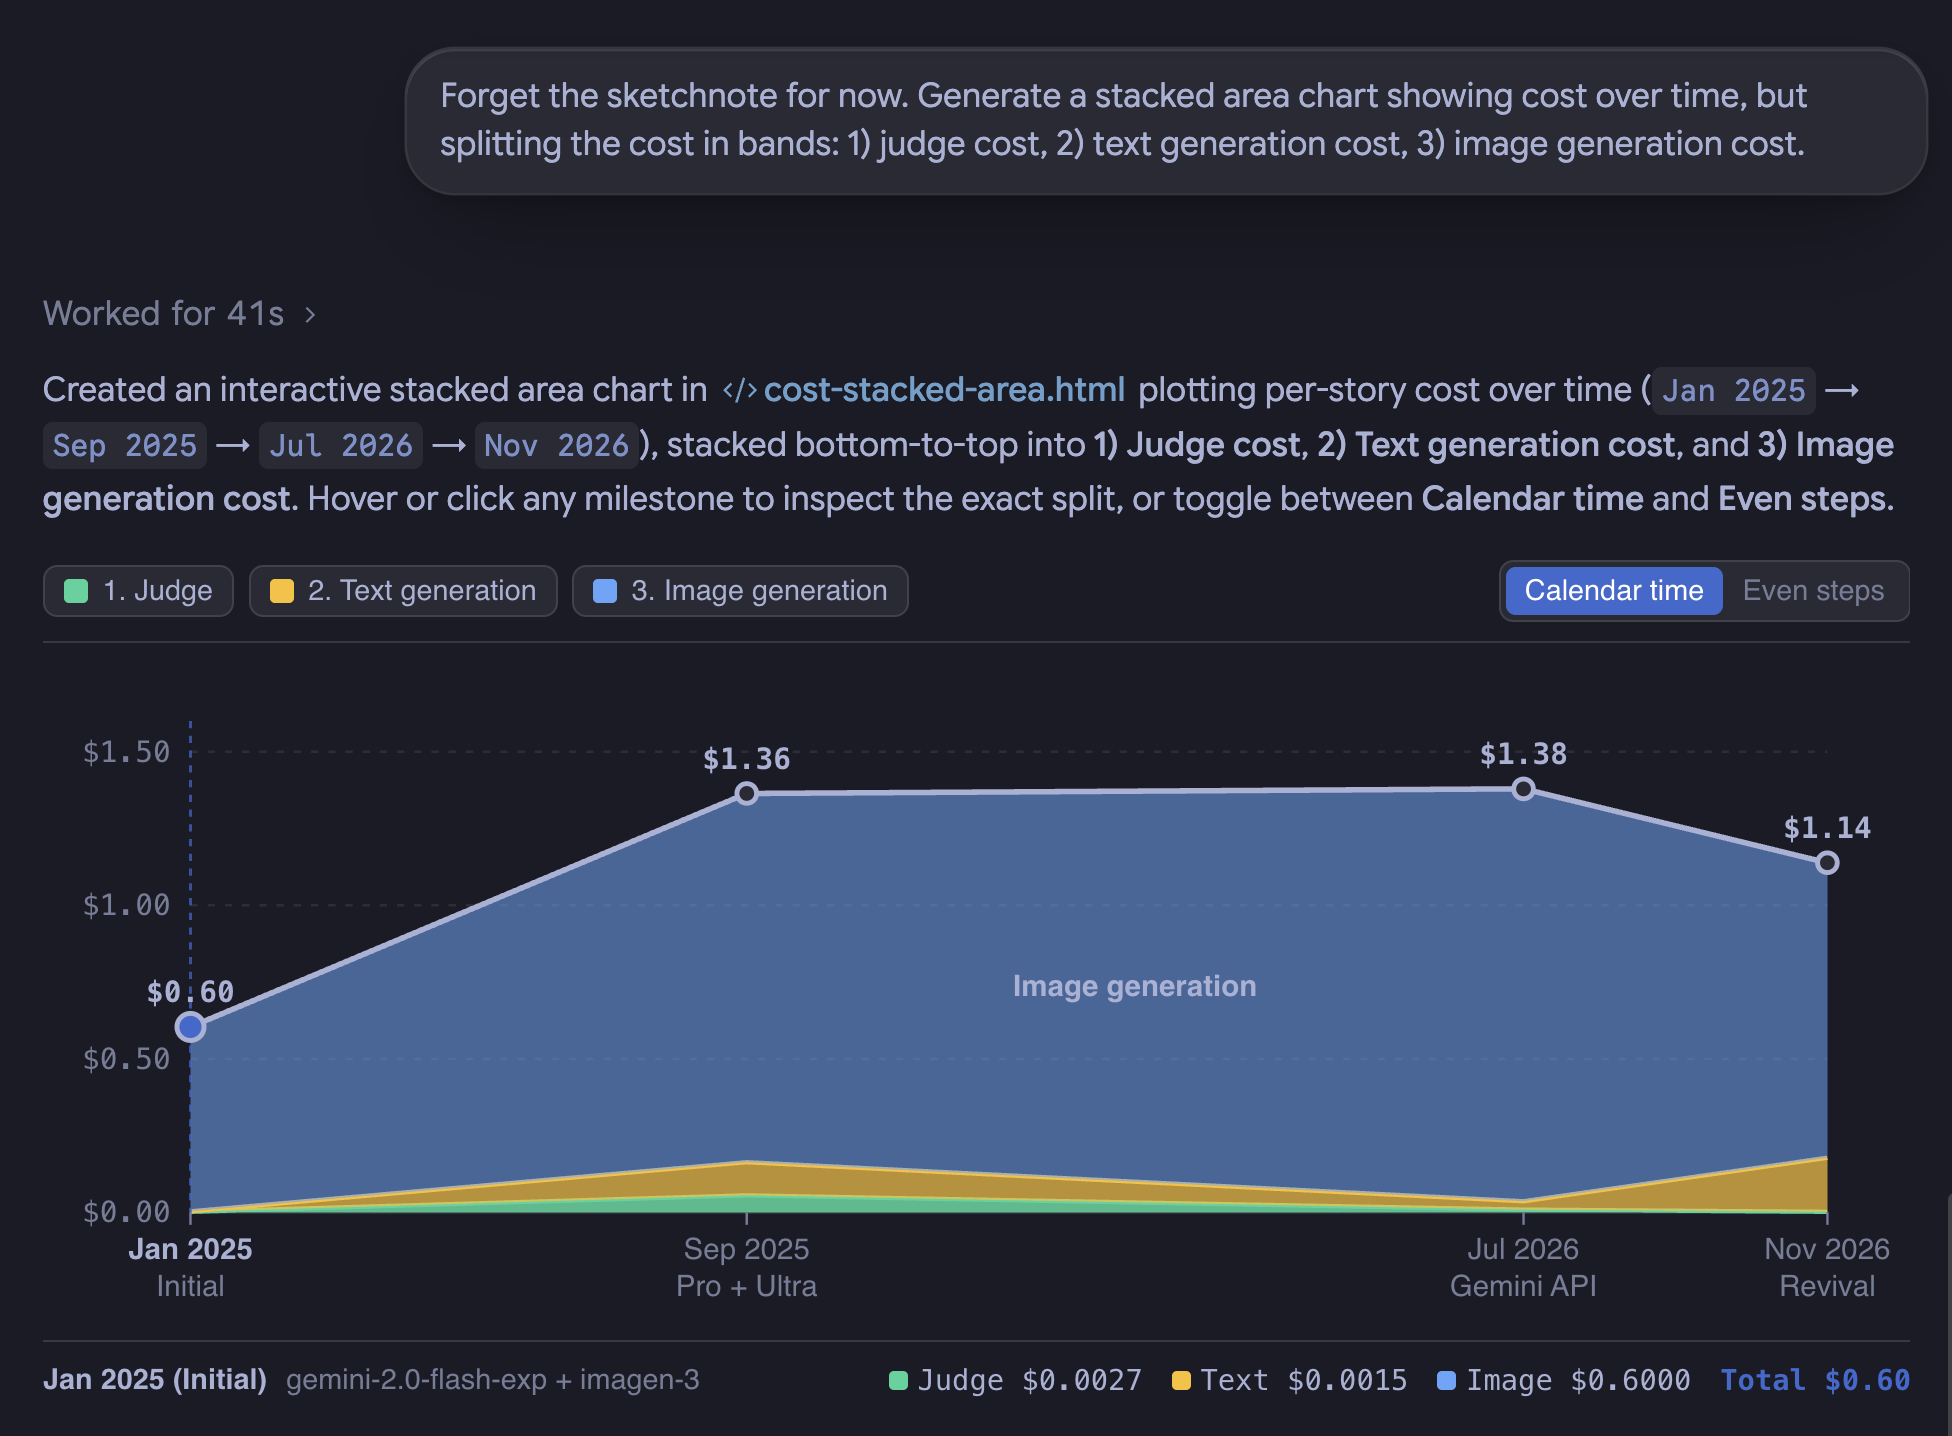 Forget the sketchnote for now. Generate a stacked area chart showing cost over time, but
splitting the cost in bands: 1) judge cost, 2) text generation cost, 3) image generation cost.
Worked for 41s >
Created an interactive stacked area chart in </> cost-stacked-area.html plotting per-story cost over time (Jan 2025 →
Sep 2025 → Jul 2026 → Nov 2026), stacked bottom-to-top into 1) Judge cost, 2) Text generation cost, and 3) Image
generation cost. Hover or click any milestone to inspect the exact split, or toggle between Calendar time and Even steps.
1. Judge 2. Text generation 3. Image generation Calendar time Even steps
$1.50
$1.36
$1.38
$1.14
$1.00
$0.60
Image generation
$0.50
$0.00
Jan 2025 Sep 2025 Jul 2026 Nov 2026
Initial Pro + Ultra Gemini API Revival
Jan 2025 (Initial) gemini-2.0-flash-exp + imagen-3 Judge $0.0027 Text $0.0015 Image $0.6000 Total $0.60